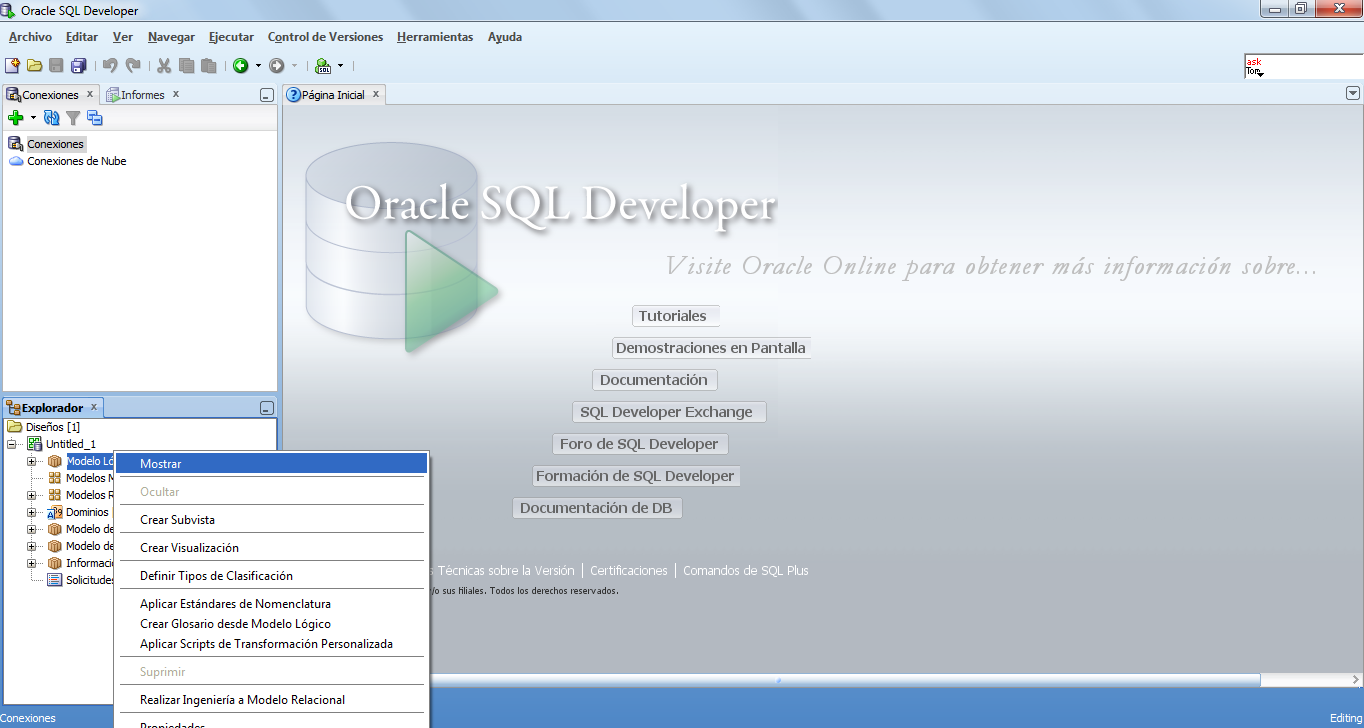 Oracle SQL Developer
Archivo Editar Ver Navegar Ejecutar Control de Versiones Herramientas Ayuda
SQL
ask
Tom
Conexiones x Informes x
Página Inicial x
Conexiones
Conexiones de Nube
Oracle SQL Developer
Visite Oracle Online para obtener más información sobre...
Tutoriales
Demostraciones en Pantalla
Documentación
SQL Developer Exchange
Foro de SQL Developer
Formación de SQL Developer
Documentación de DB
s Técnicas sobre la Versión | Certificaciones | Comandos de SQL Plus
/o sus filiales. Todos los derechos reservados.
Explorador x
Diseños [1]
Untitled_1
Modelo Ló
Modelos
Modelos R
Dominios
Modelo de
Modelo de
Informaci
Solicitudes
Mostrar
Ocultar
Crear Subvista
Crear Visualización
Definir Tipos de Clasificación
Aplicar Estándares de Nomenclatura
Crear Glosario desde Modelo Lógico
Aplicar Scripts de Transformación Personalizada
Suprimir
Realizar Ingeniería a Modelo Relacional
Propiedades
Conexiones
Editing